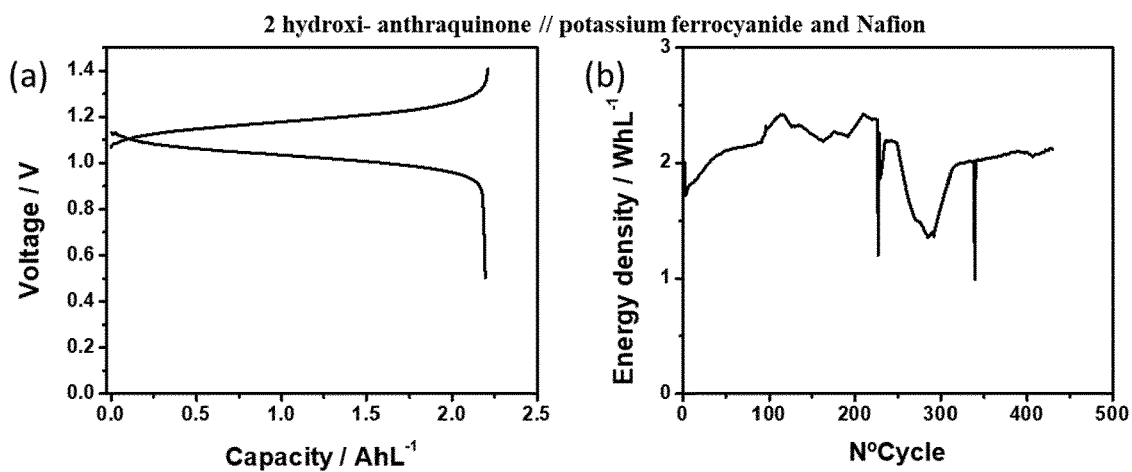 2 hydroxi- anthraquinone // potassium ferrocyanide and Nafion
(a)
Voltage / V
1.4
1.2
1.0
0.8
0.6
0.4
0.2
0.0
0.0 0.5 1.0 1.5 2.0 2.5
Capacity / AhL-1
(b)
Energy density / WhL-1
3
2
1
0
0 100 200 300 400 500
NºCycle